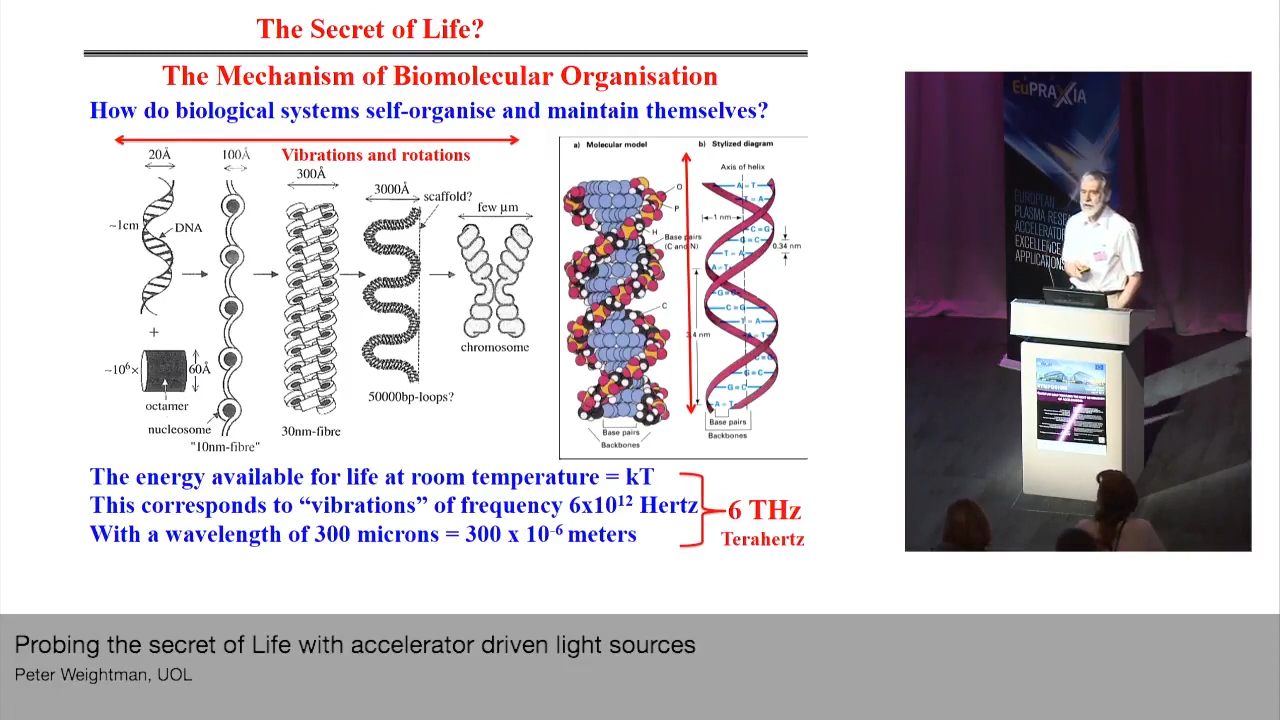 The Secret of Life?
The Mechanism of Biomolecular Organisation
How do biological systems self-organise and maintain themselves?
Vibrations and rotations
20Å
100Å
300Å
3000Å
scaffold?
few μm
~1cm
DNA
+
~10⁶×
60Å
octamer
nucleosome
"10nm-fibre"
30nm-fibre
50000bp-loops?
chromosome
a) Molecular model
b) Stylized diagram
O
P
H
Base pairs
(C and N)
C
Base pairs
Backbones
Axis of helix
A = T
T = A
1 nm
C ≡ G
G ≡ C
0.34 nm
T = A
A = T
G ≡ C
C ≡ G
T = A
A = T
C ≡ G
G ≡ C
G ≡ C
A = T
3.4 nm
Base pairs
Backbones
The energy available for life at room temperature = kT
This corresponds to “vibrations” of frequency 6x10¹² Hertz
With a wavelength of 300 microns = 300 x 10⁻⁶ meters
6 THz
Terahertz
EuPRAXIA
EUROPEAN
PLASMA RESE
ACCELERATOR
EXCELLENCE
APPLICATIONS
SYMPOSIUM
Probing the secret of Life with accelerator driven light sources
Peter Weightman, UOL